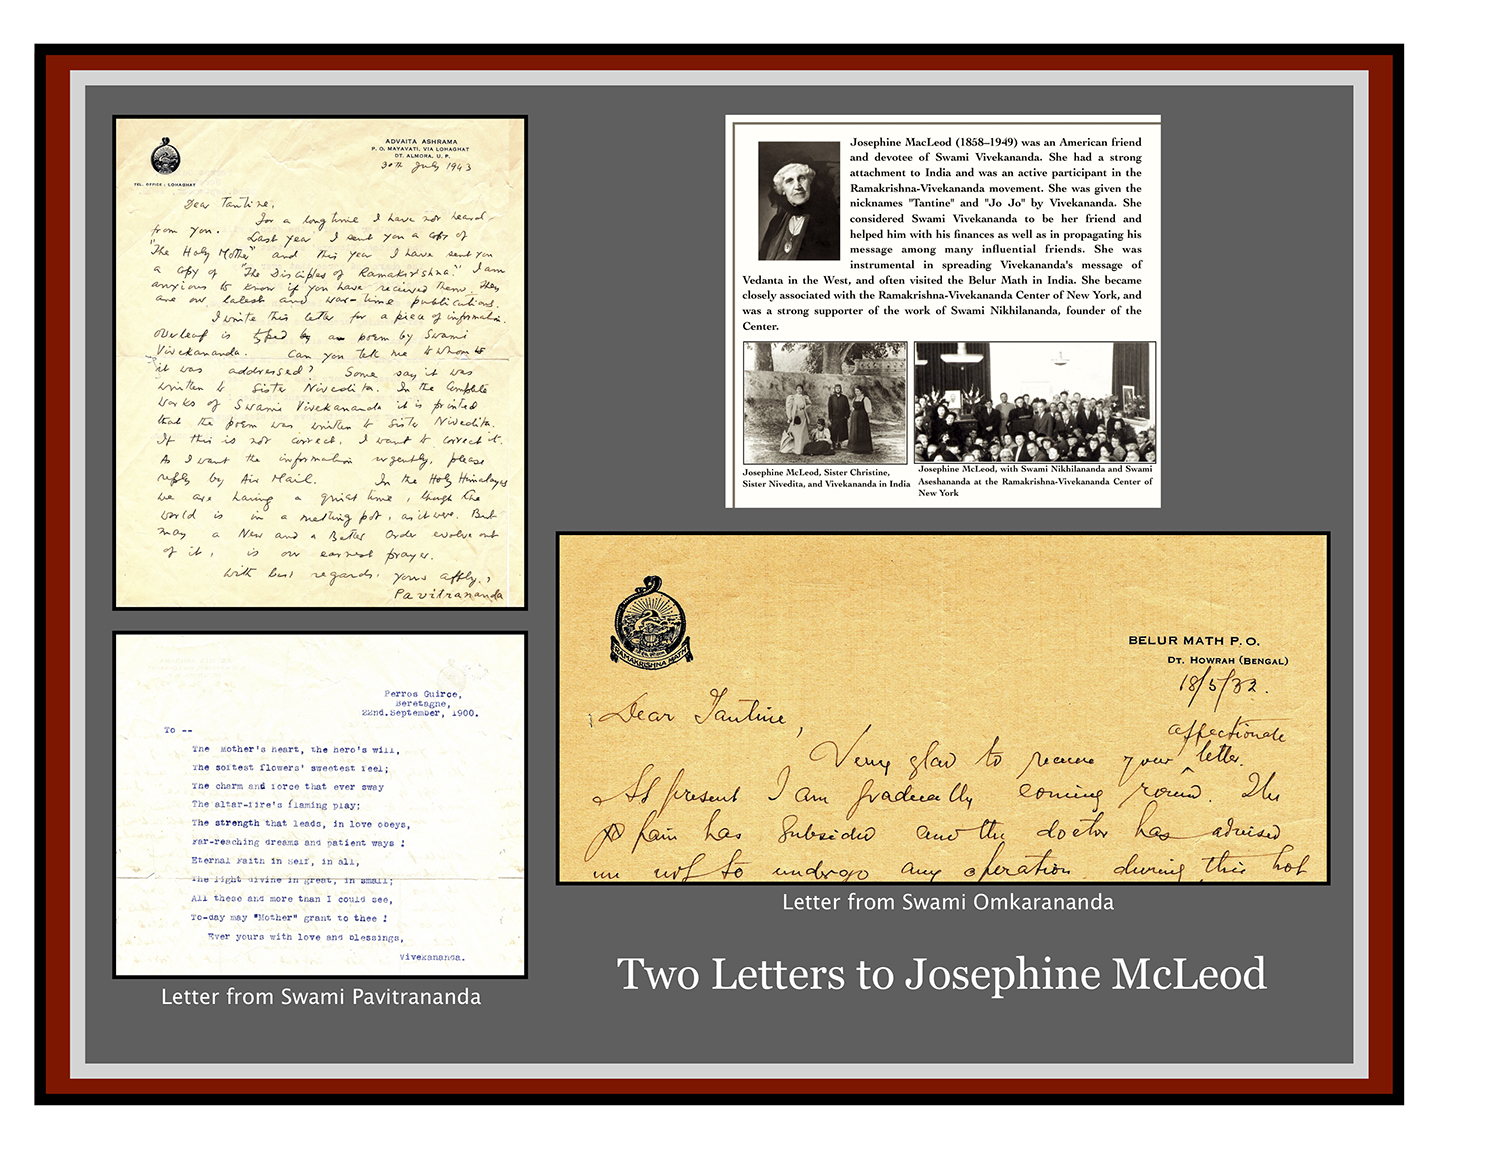 ADVAITA ASHRAMA
P. O. MAYAVATI, VIA LOHAGHAT
DT. ALMORA, U. P.
30th July 1943
TEL. OFFICE : LOHAGHAT
Dear Tantine,
For a long time I have not heard
from you. Last year I sent you a copy of
"The Holy Mother" and this year I have sent you
a copy of "The Disciples of Ramakrishna." I am
anxious to know if you have received them. They
are our latest and war-time publications.
I write this letter for a piece of information.
Overleaf is typed a poem by Swami
Vivekananda. Can you tell me to whom
it was addressed? Some say it was
written to Sister Nivedita. In the Complete
Works of Swami Vivekananda it is printed
that the poem was written to Sister Nivedita.
If this is not correct, I want to correct it.
As I want the information urgently, please
reply by Air Mail. In the Holy Himalayas
we are having a quiet time, though the
world is in a melting pot, as it were. But
may a New and a Better Order evolve out
of it, is our earnest prayer.
With best regards, yours affly.,
Pavitrananda
Perros Guirce,
Beretagne,
22nd.September, 1900.
To --
The Mother's heart, the hero's will,
The softest flowers' sweetest feel;
The charm and force that ever sway
The altar-fire's flaming play;
The strength that leads, in love obeys,
Far-reaching dreams and patient ways !
Eternal Faith in Self, in all,
The light divine in great, in small;
All these and more than I could see,
To-day may "Mother" grant to thee !
Ever yours with love and blessings,
Vivekananda.
Letter from Swami Pavitrananda
Josephine MacLeod (1858–1949) was an American friend
and devotee of Swami Vivekananda. She had a strong
attachment to India and was an active participant in the
Ramakrishna-Vivekananda movement. She was given the
nicknames "Tantine" and "Jo Jo" by Vivekananda. She
considered Swami Vivekananda to be her friend and
helped him with his finances as well as in propagating his
message among many influential friends. She was
instrumental in spreading Vivekananda's message of
Vedanta in the West, and often visited the Belur Math in India. She became
closely associated with the Ramakrishna-Vivekananda Center of New York, and
was a strong supporter of the work of Swami Nikhilananda, founder of the
Center.
Josephine McLeod, Sister Christine,
Sister Nivedita, and Vivekananda in India
Josephine McLeod, with Swami Nikhilananda and Swami
Aseshananda at the Ramakrishna-Vivekananda Center of
New York
RAMAKRISHNA MATH
BELUR MATH P. O.
DT. HOWRAH (BENGAL)
18/5/32.
Dear Tantine,
affectionate
Very glad to receive your letter.
At present I am gradually coming round. The
pain has subsided and the doctor has advised
me not to undergo any operation during this hot
Letter from Swami Omkarananda
Two Letters to Josephine McLeod